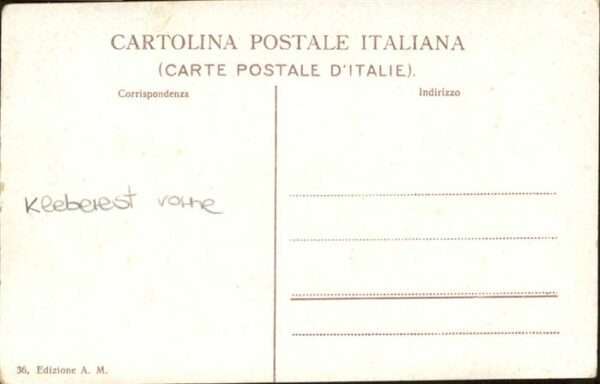 CARTOLINA POSTALE ITALIANA
(CARTE POSTALE D'ITALIE).
Corrispondenza
Indirizzo
Kleberest vorne
36, Edizione A. M.